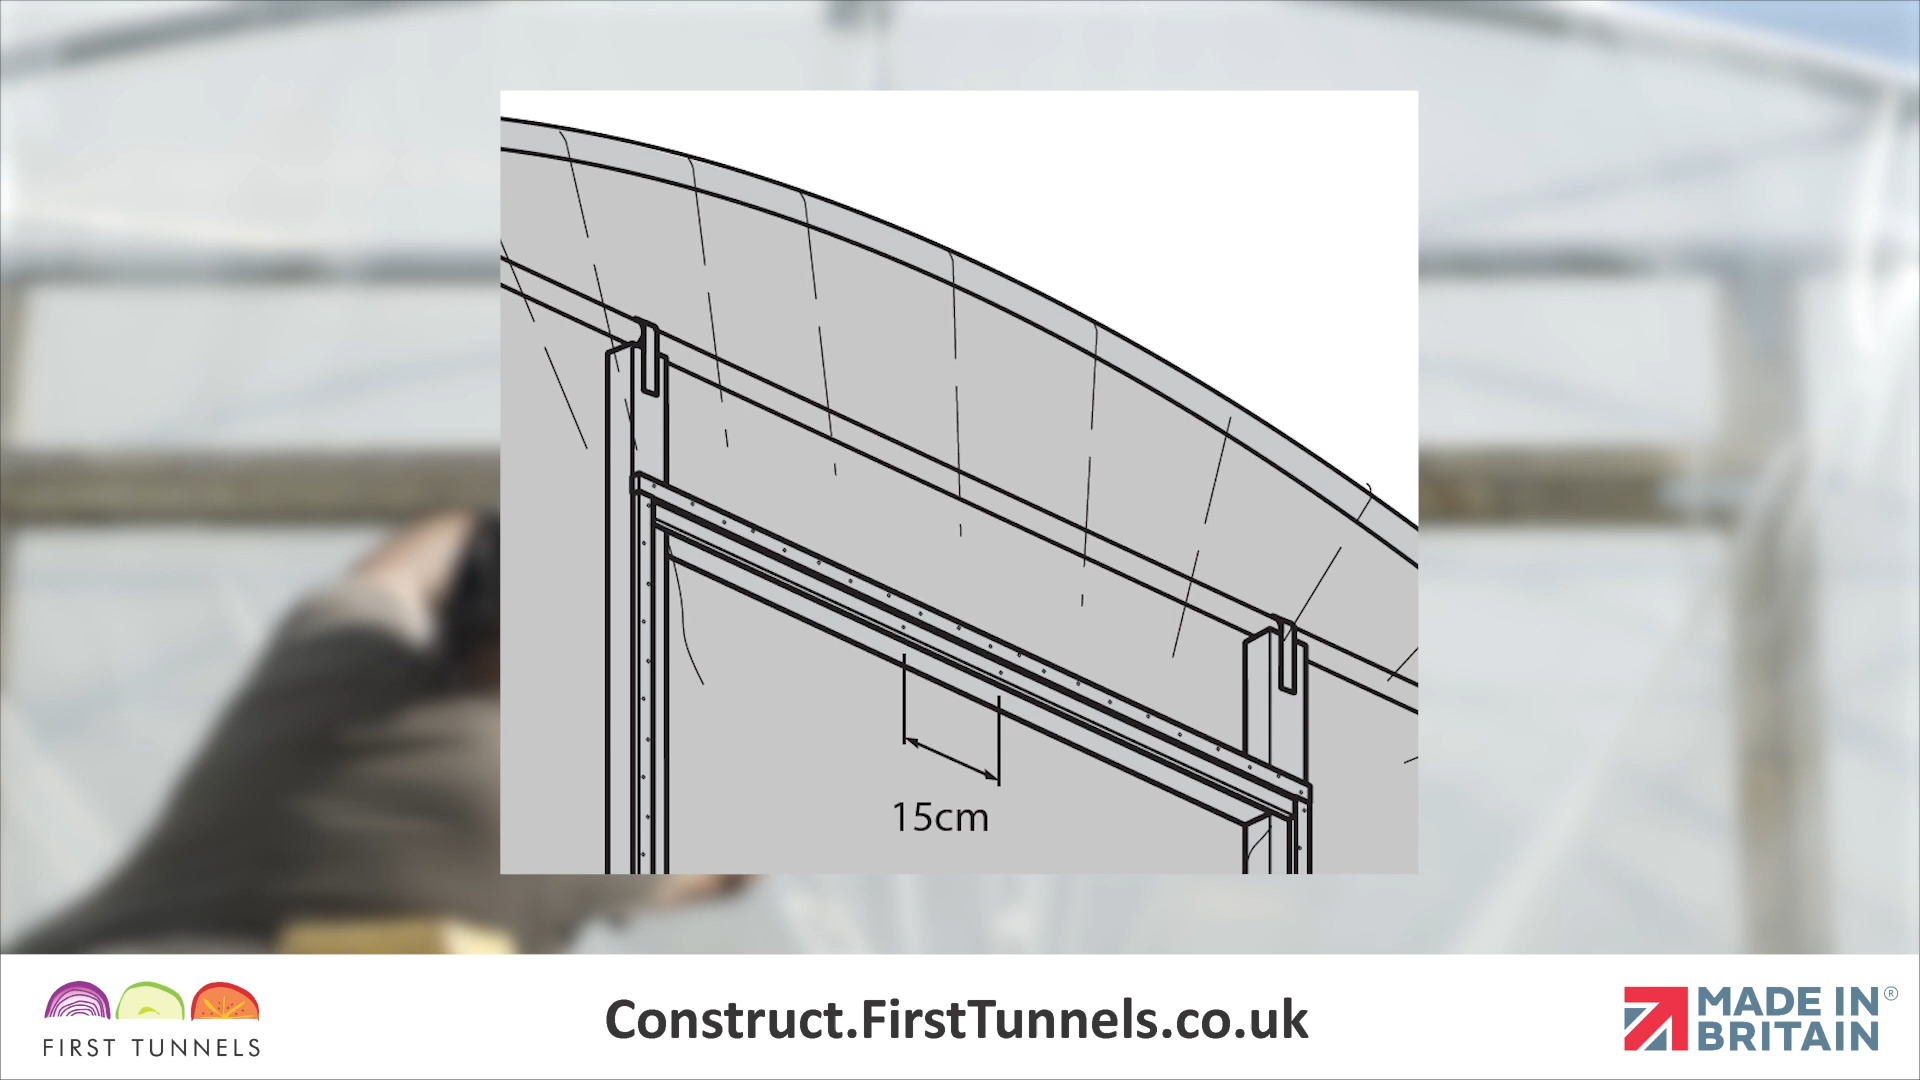 15cm
FIRST TUNNELS
Construct.FirstTunnels.co.uk
MADE IN®
BRITAIN